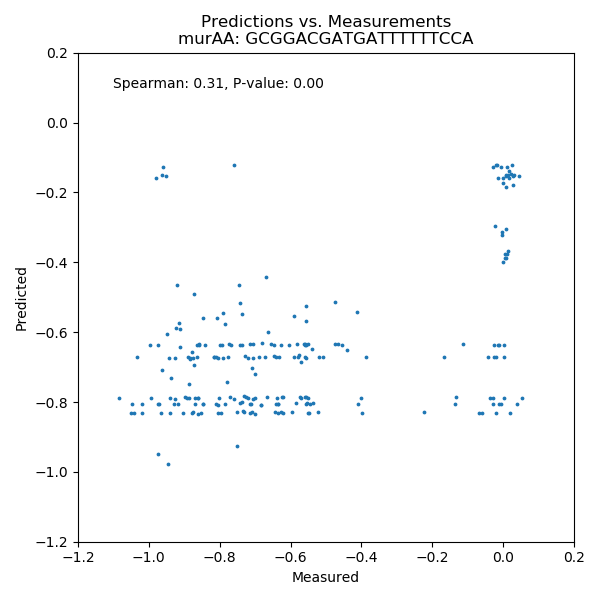 Predictions vs. Measurements
murAA: GCGGACGATGATTTTTTCCA
Spearman: 0.31, P-value: 0.00
0.2
0.0
−0.2
−0.4
−0.6
−0.8
−1.0
−1.2
Predicted
−1.2 −1.0 −0.8 −0.6 −0.4 −0.2 0.0 0.2
Measured